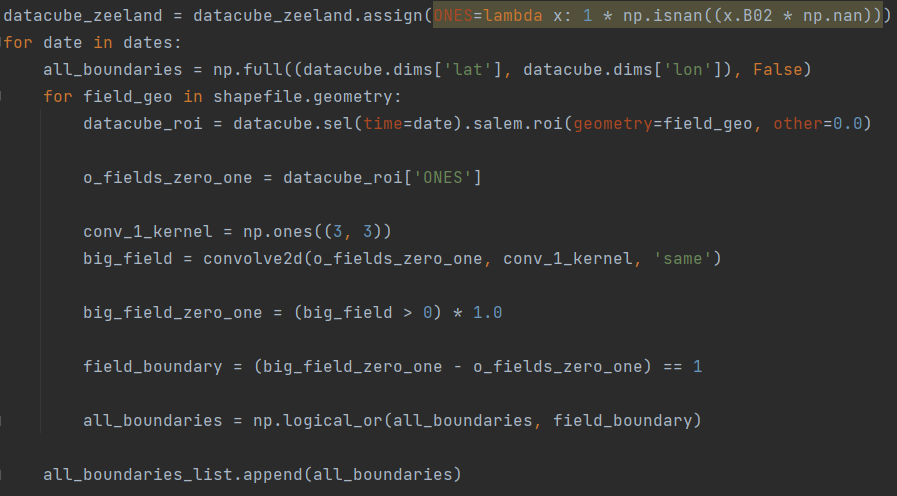 datacube_zeeland = datacube_zeeland.assign(ONES=lambda x: 1 * np.isnan((x.B02 * np.nan)))
for date in dates:
    all_boundaries = np.full((datacube.dims['lat'], datacube.dims['lon']), False)
    for field_geo in shapefile.geometry:
        datacube_roi = datacube.sel(time=date).salem.roi(geometry=field_geo, other=0.0)
        o_fields_zero_one = datacube_roi['ONES']
        conv_1_kernel = np.ones((3, 3))
        big_field = convolve2d(o_fields_zero_one, conv_1_kernel, 'same')
        big_field_zero_one = (big_field > 0) * 1.0
        field_boundary = (big_field_zero_one - o_fields_zero_one) == 1
        all_boundaries = np.logical_or(all_boundaries, field_boundary)
    all_boundaries_list.append(all_boundaries)